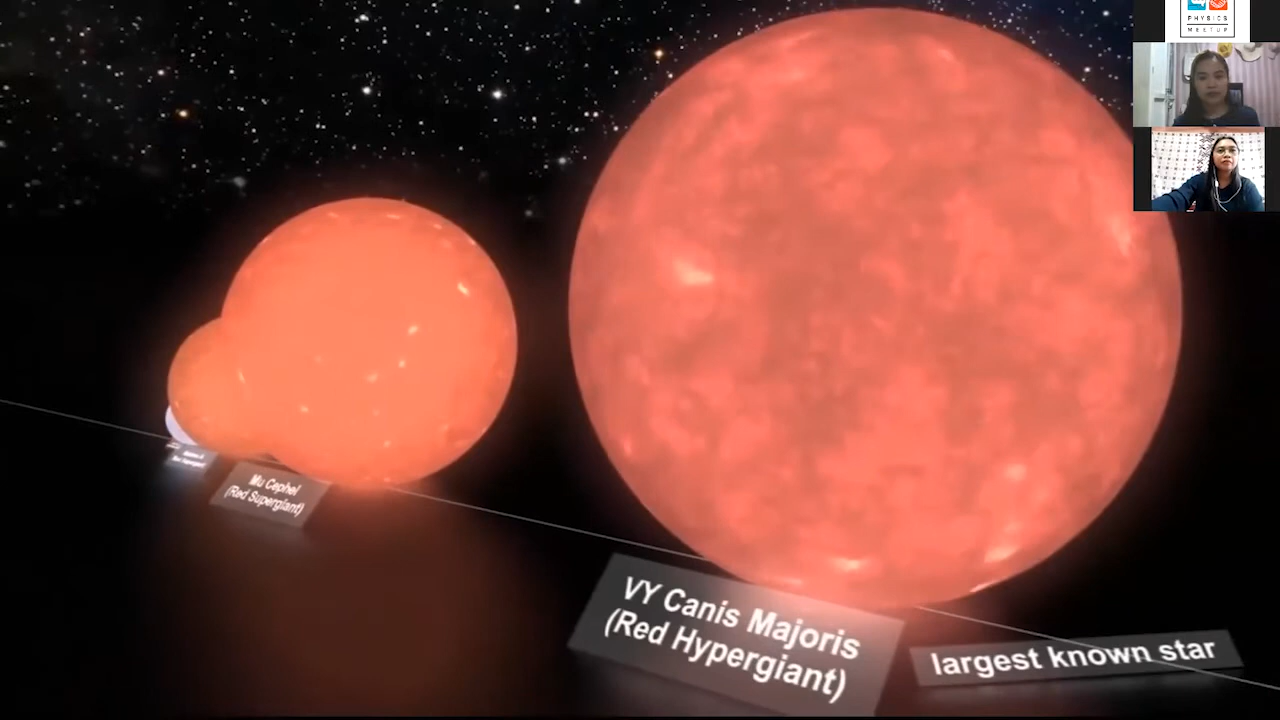 PHYSICS
MEETUP
Mu Cephei
(Red Supergiant)
VY Canis Majoris
(Red Hypergiant)
largest known star